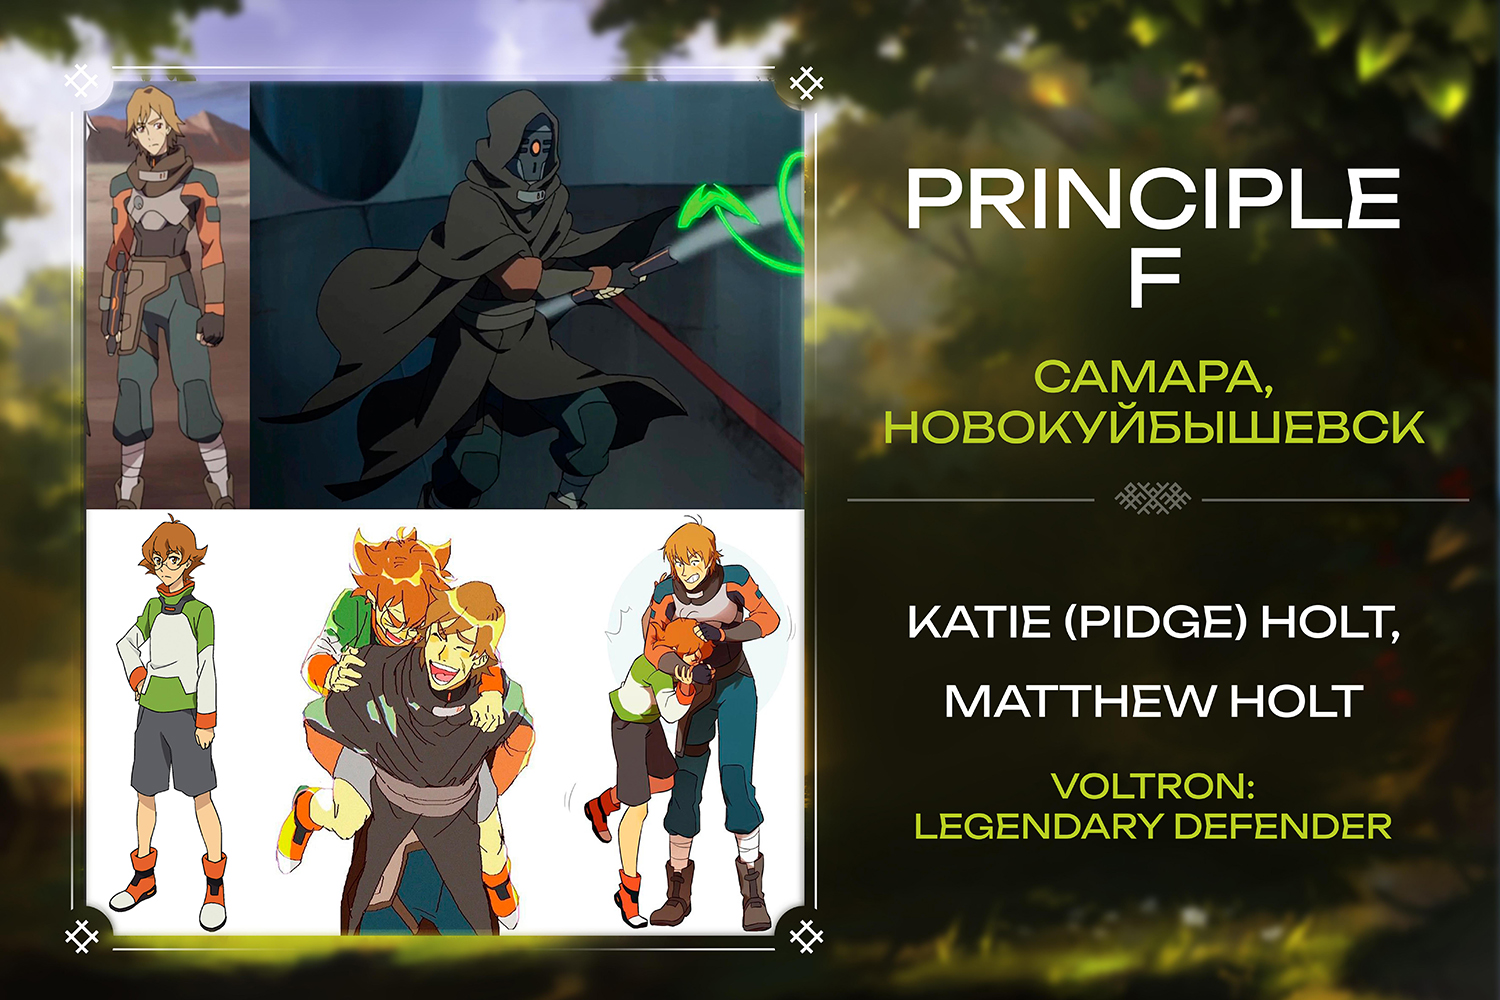 PRINCIPLE
F
САМАРА,
НОВОКУЙБЫШЕВСК
KATIE (PIDGE) HOLT,
MATTHEW HOLT
VOLTRON:
LEGENDARY DEFENDER